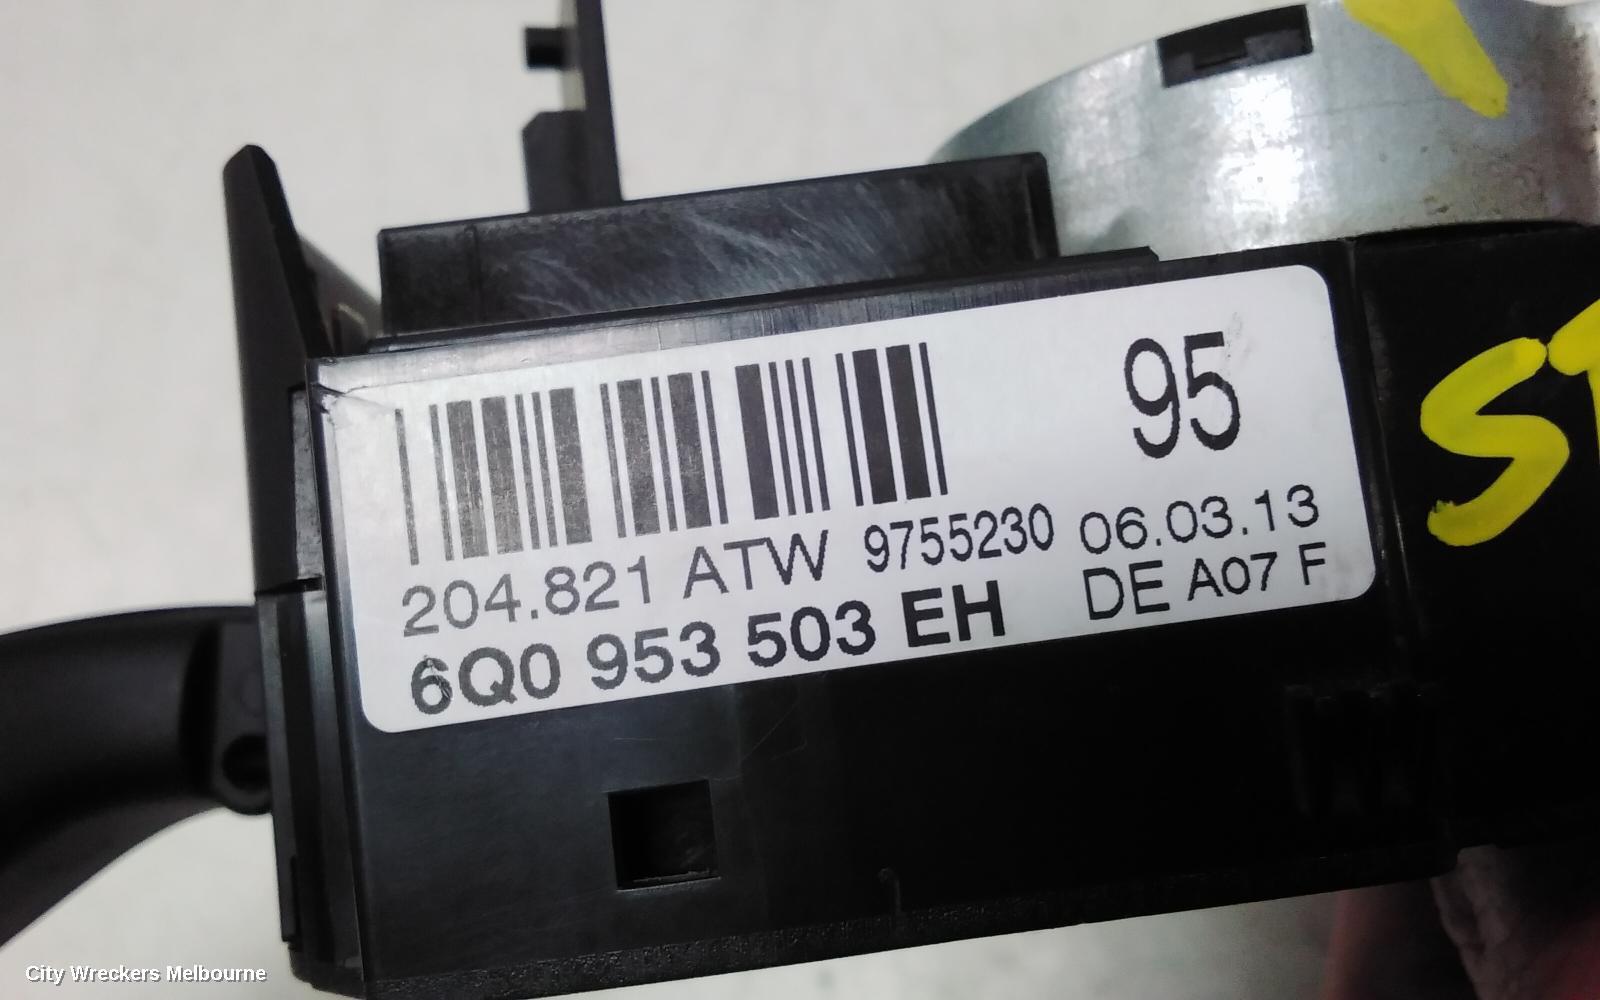 95
204.821 ATW 9755230 06.03.13
6Q0 953 503 EH DE A07 F
City Wreckers Melbourne